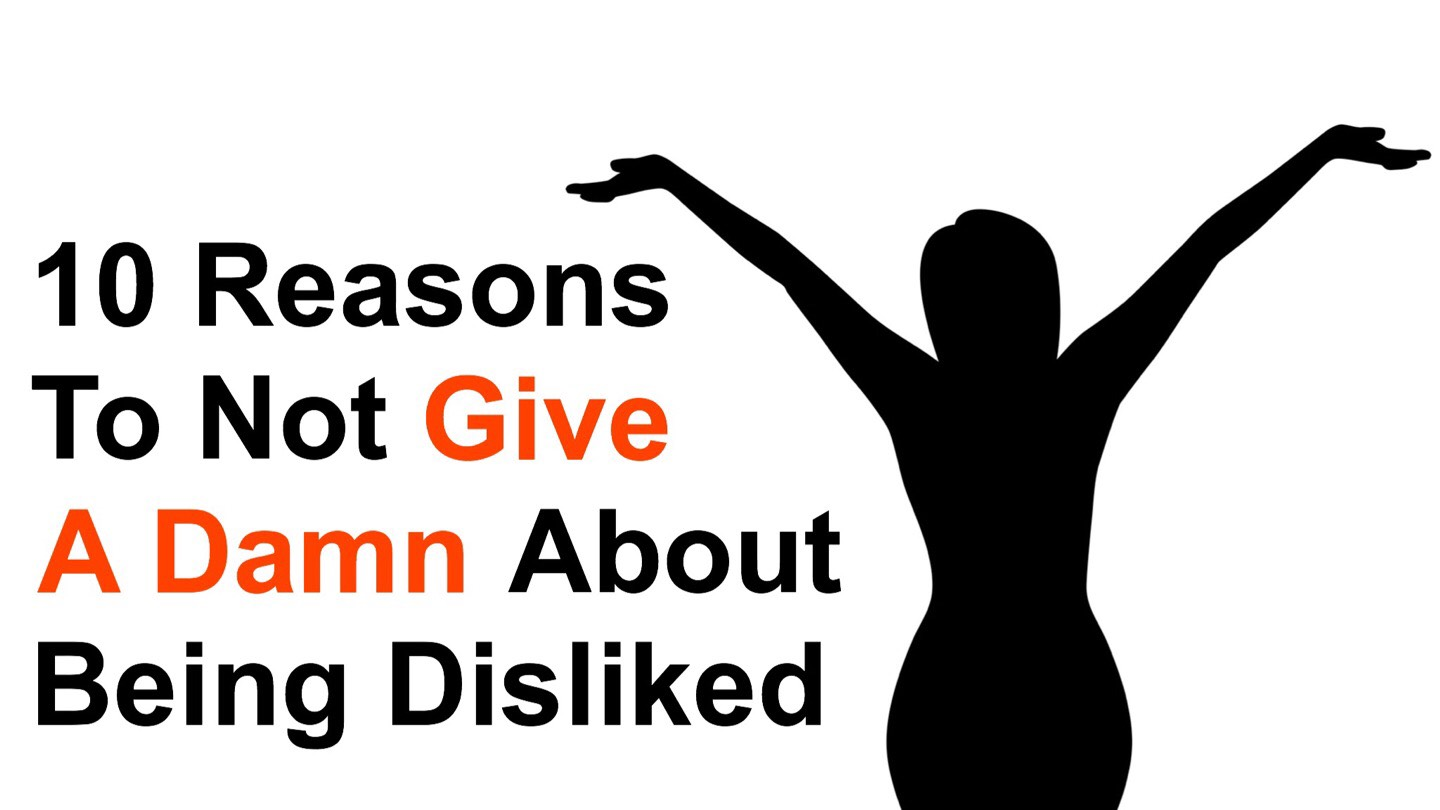 10 Reasons
To Not Give
A Damn About
Being Disliked